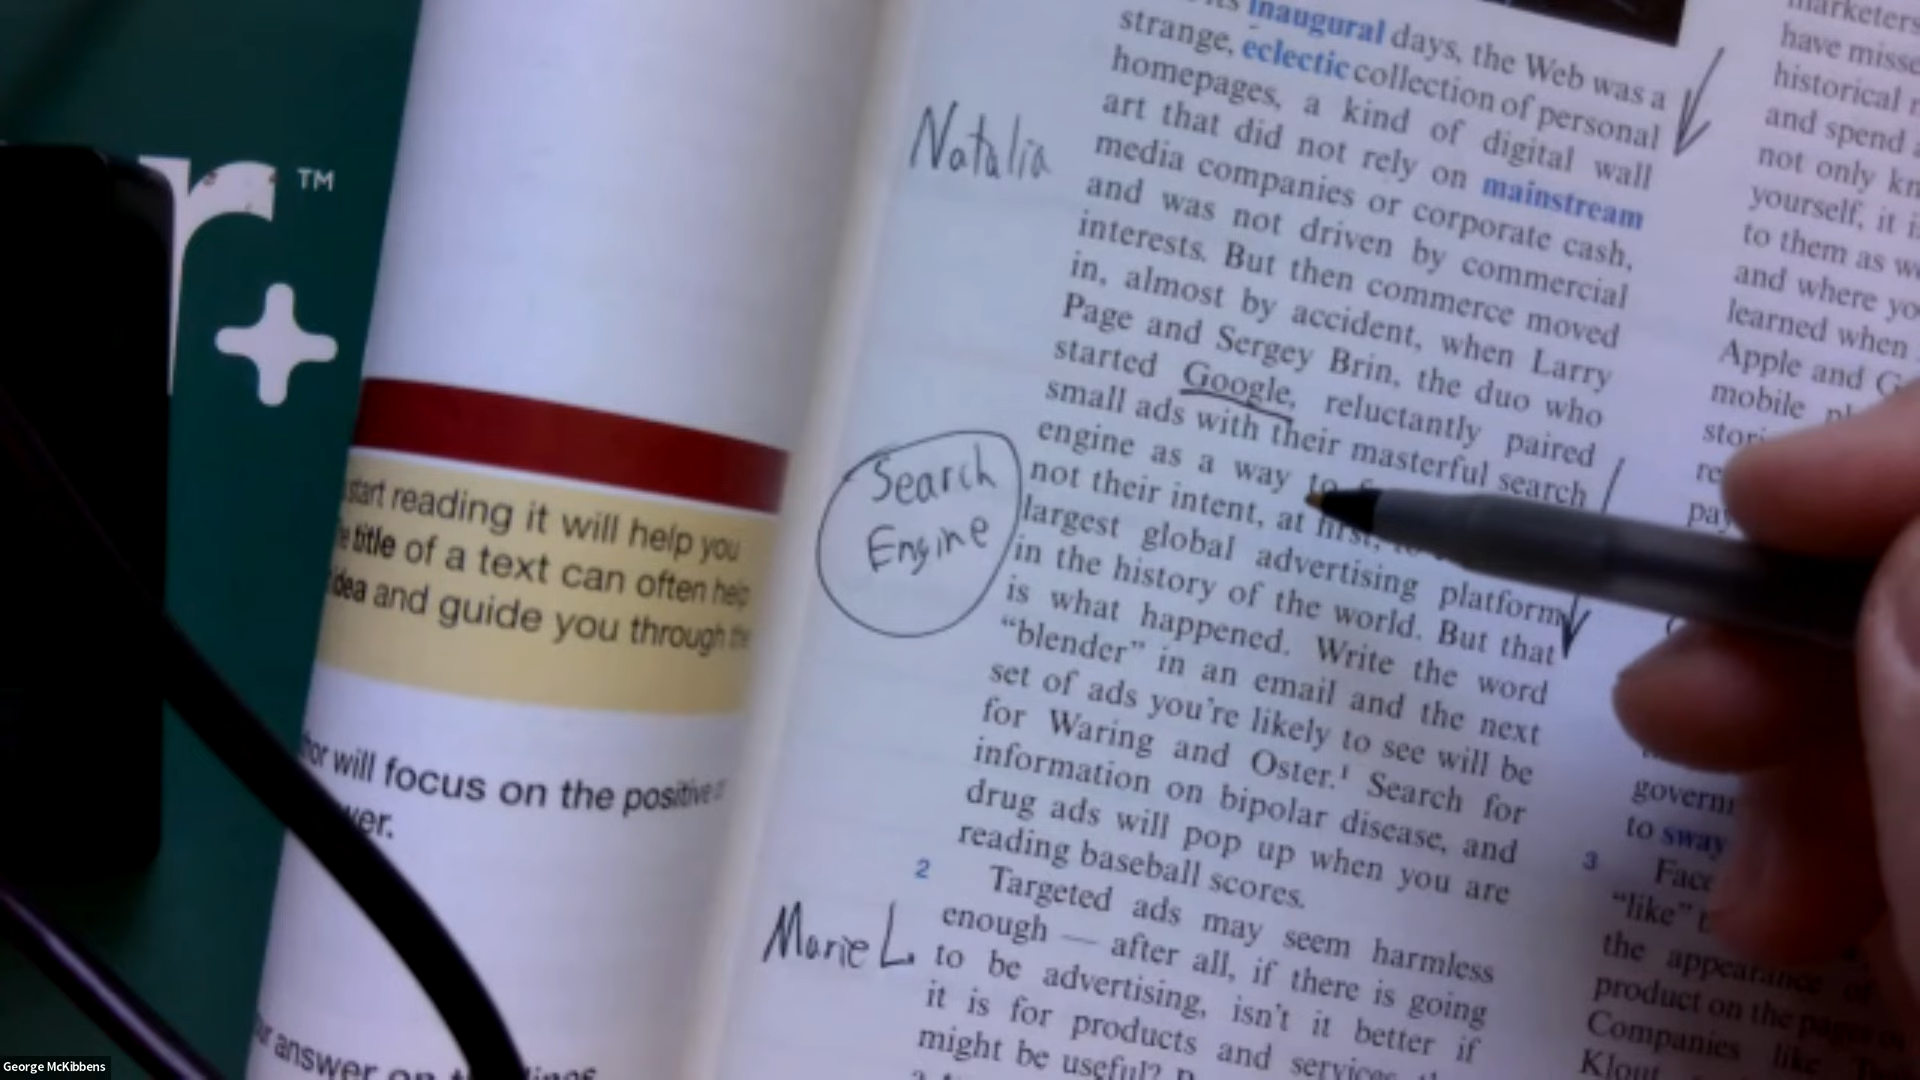 r
TM
+
start reading it will help you
title of a text can often help
idea and guide you through the
will focus on the positive
answer on
Natalia
Search
Engine
Marie L.
its inaugural days, the Web was a
strange, eclectic collection of personal
homepages, a kind of digital wall
art that did not rely on mainstream
media companies or corporate cash,
and was not driven by commercial
interests. But then commerce moved
in, almost by accident, when Larry
Page and Sergey Brin, the duo who
started Google, reluctantly paired
small ads with their masterful search
engine as a way to
not their intent, at first,
largest global advertising platform
in the history of the world. But that
is what happened. Write the word
“blender” in an email and the next
set of ads you’re likely to see will be
for Waring and Oster.¹ Search for
information on bipolar disease, and
drug ads will pop up when you are
reading baseball scores.
2 Targeted ads may seem harmless
enough — after all, if there is going
to be advertising, isn’t it better if
it is for products and services
might be useful?
marketers
have
historical
and spend
not only
yourself, it
to them as
and where
learned when
Apple and
mobile
to sway
3
“like”
the appearance of
product on the
Companies like
Klout
George McKibbens